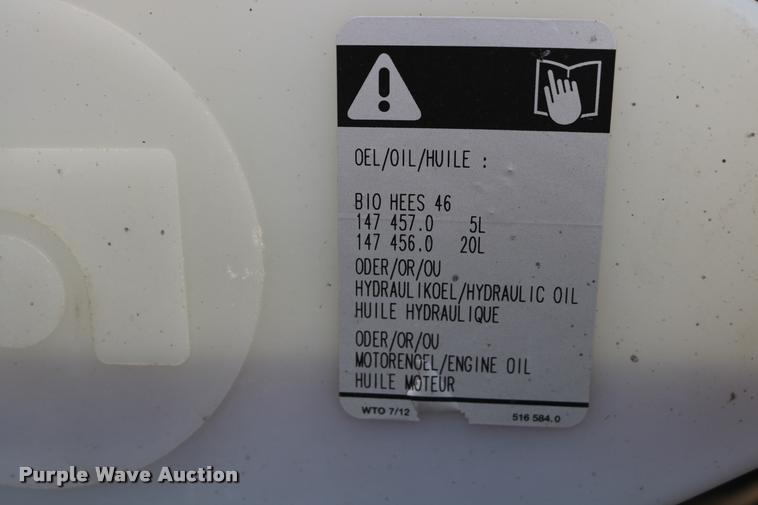 OEL/OIL/HUILE :
BIO HEES 46
147 457.0 5L
147 456.0 20L
ODER/OR/OU
HYDRAULIKOEL/HYDRAULIC OIL
HUILE HYDRAULIQUE
ODER/OR/OU
MOTORENOEL/ENGINE OIL
HUILE MOTEUR
WTO 7/12 516 584.0
Purple Wave Auction